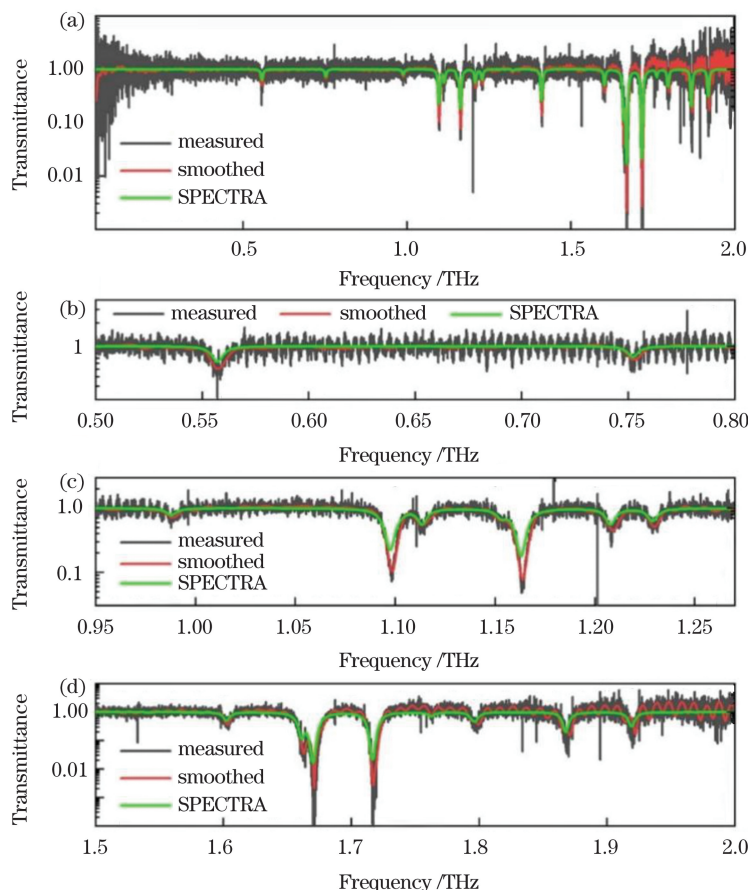 (a)
Transmittance
1.00
0.10
0.01
measured
smoothed
SPECTRA
0.5 1.0 1.5 2.0
Frequency /THz
(b)
Transmittance
1
measured smoothed SPECTRA
0.50 0.55 0.60 0.65 0.70 0.75 0.80
Frequency /THz
(c)
Transmittance
1.0
0.1
measured
smoothed
SPECTRA
0.95 1.00 1.05 1.10 1.15 1.20 1.25
Frequency /THz
(d)
Transmittance
1.00
0.01
measured
smoothed
SPECTRA
1.5 1.6 1.7 1.8 1.9 2.0
Frequency /THz